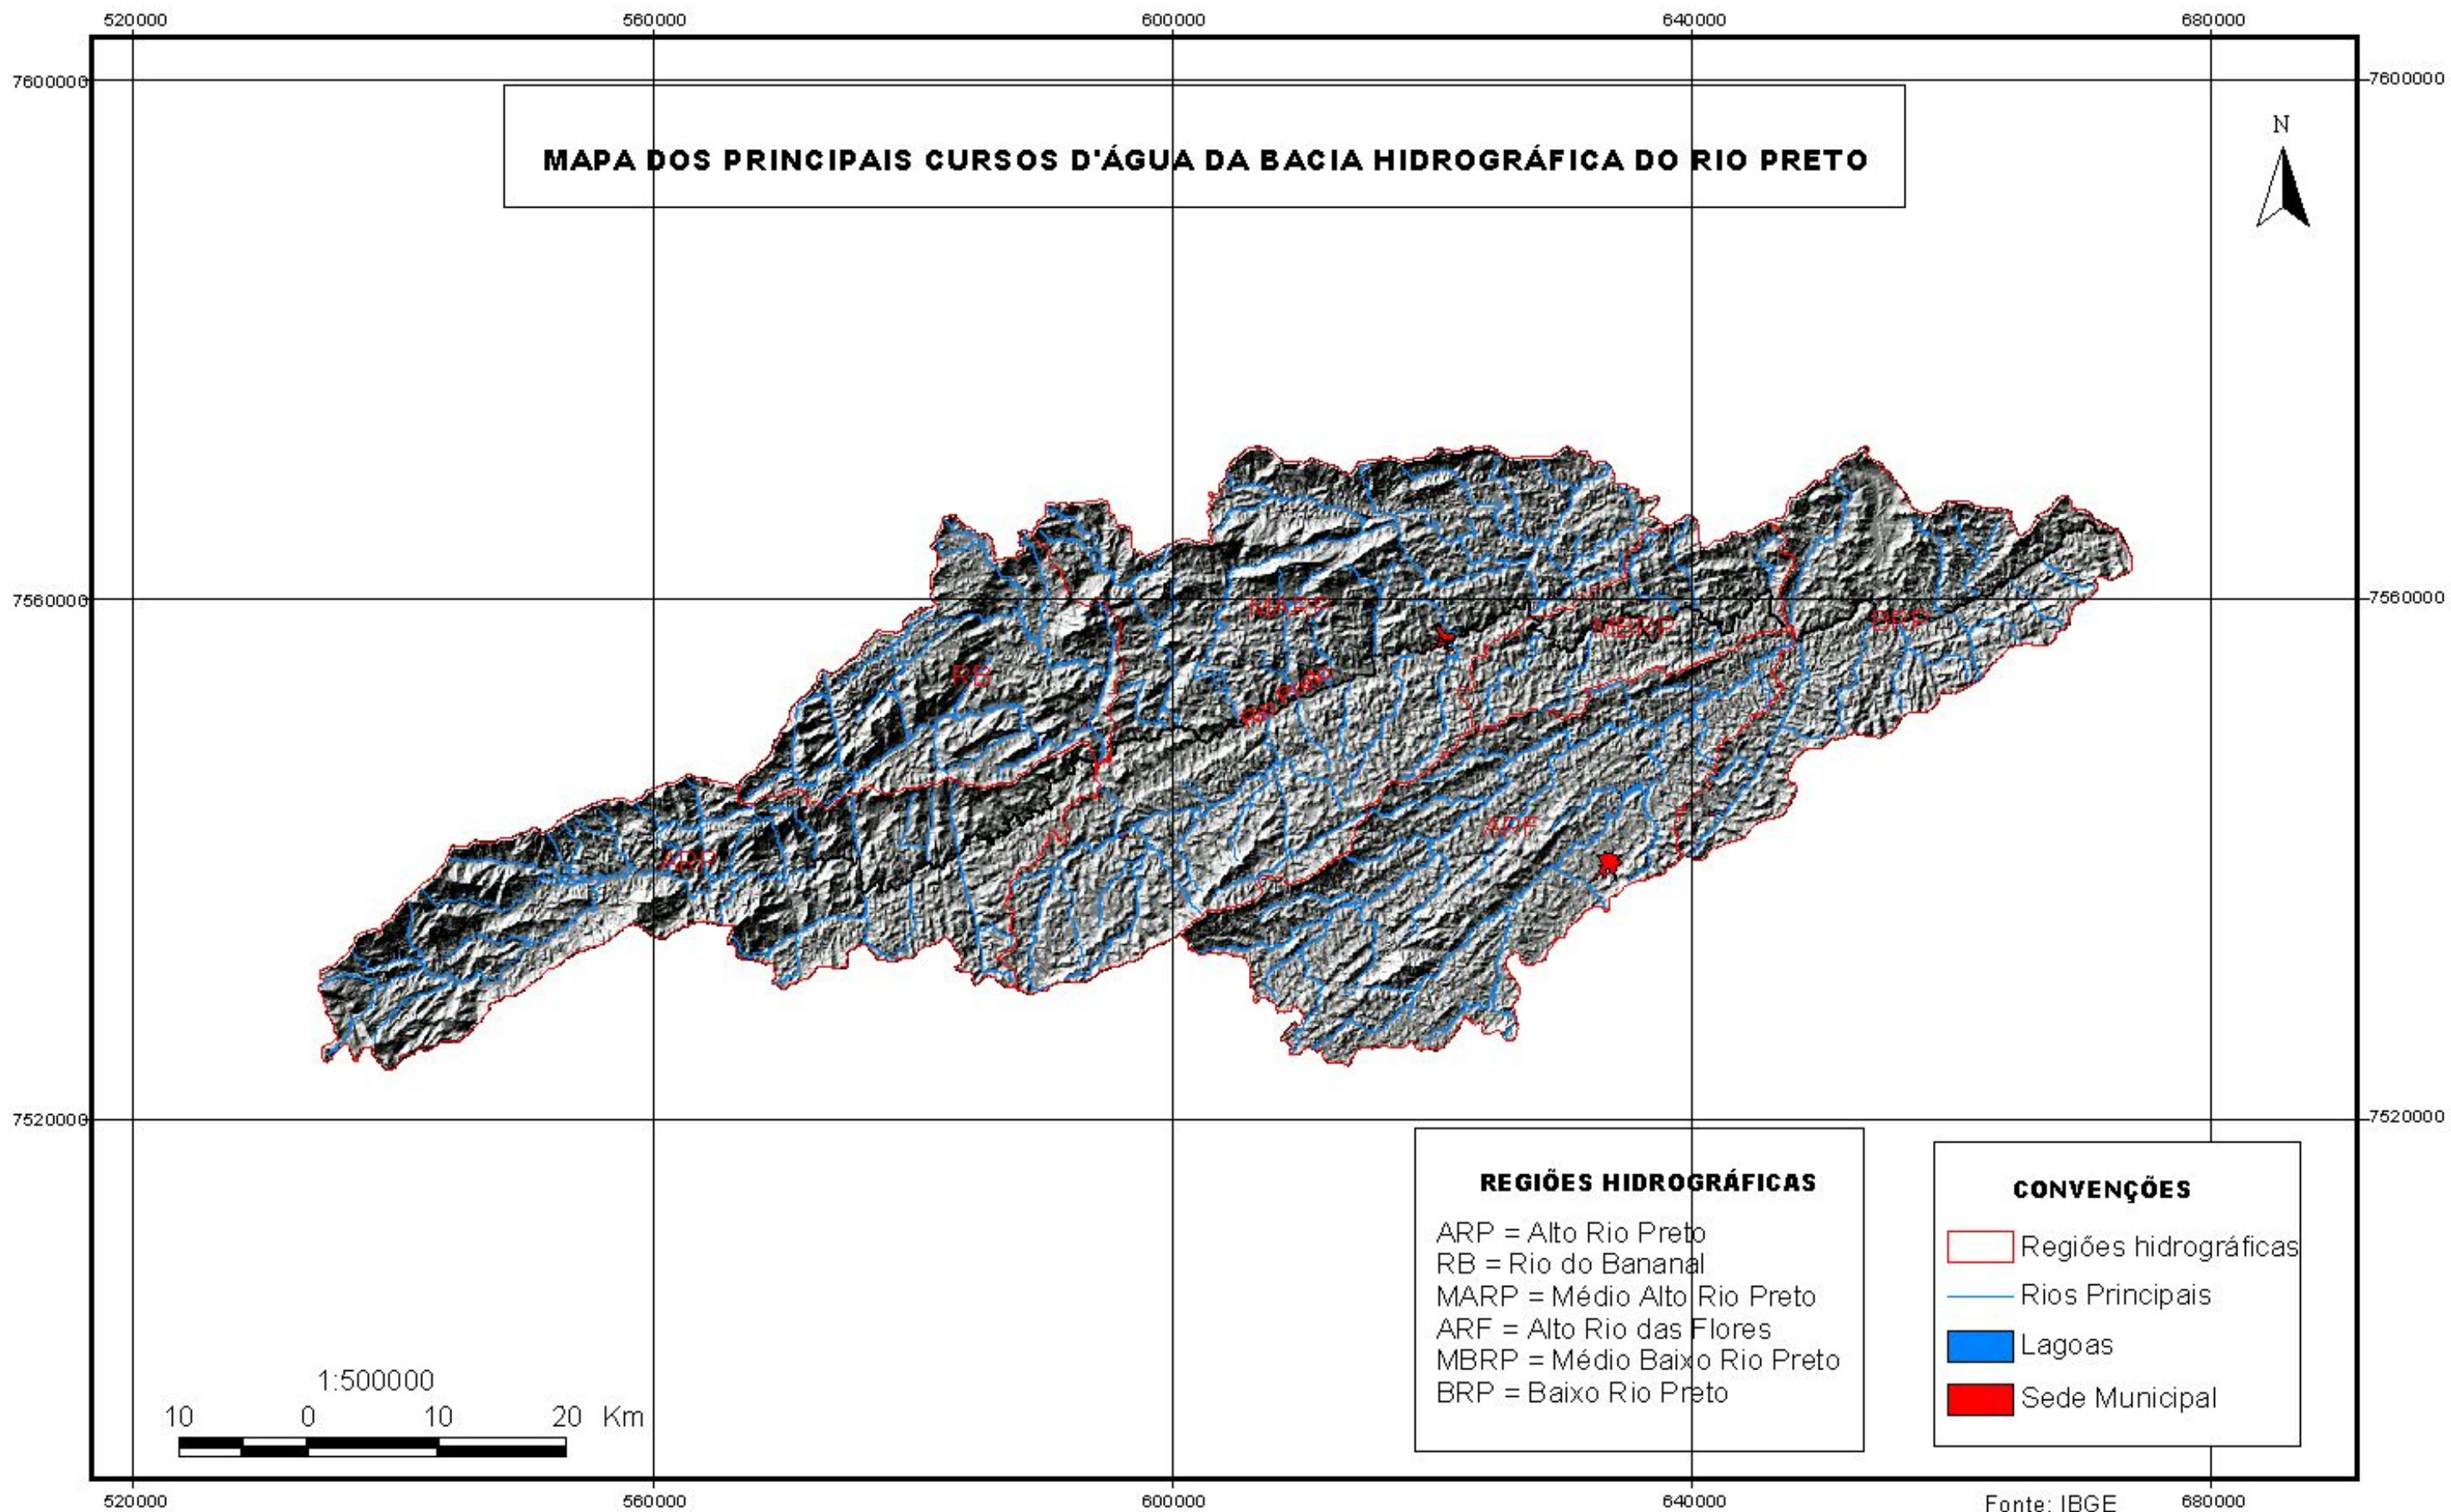 520000 560000 600000 640000 680000
7600000 7600000
MAPA DOS PRINCIPAIS CURSOS D'ÁGUA DA BACIA HIDROGRÁFICA DO RIO PRETO
N
7560000 7560000
MARP
MBRP
BRP
RB
Rio Preto
ARF
ARP
7520000 7520000
REGIÕES HIDROGRÁFICAS
ARP = Alto Rio Preto
RB = Rio do Bananal
MARP = Médio Alto Rio Preto
ARF = Alto Rio das Flores
MBRP = Médio Baixo Rio Preto
BRP = Baixo Rio Preto
CONVENÇÕES
Regiões hidrográficas
Rios Principais
Lagoas
Sede Municipal
1:500000
10 0 10 20 Km
520000 560000 600000 640000 680000
Fonte: IBGE